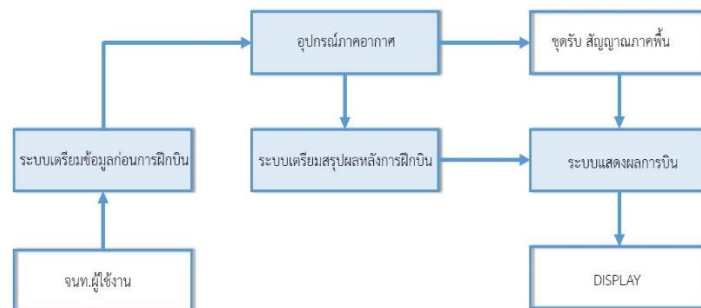 อุปกรณ์ภาคอากาศ
ชุดรับ สัญญาณภาคพื้น
ระบบเตรียมข้อมูลก่อนการฝึกบิน
ระบบเตรียมสรุปผลหลังการฝึกบิน
ระบบแสดงผลการบิน
จนท.ผู้ใช้งาน
DISPLAY